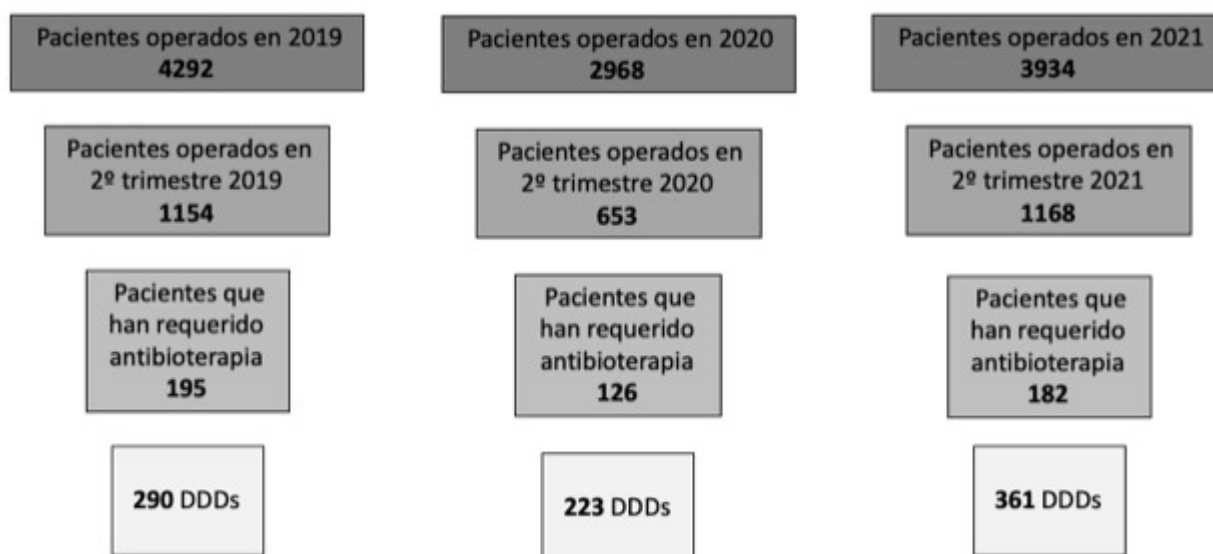 Pacientes operados en 2019
4292
Pacientes operados en
2º trimestre 2019
1154
Pacientes que
han requerido
antibioterapia
195
290 DDDs
Pacientes operados en 2020
2968
Pacientes operados en
2º trimestre 2020
653
Pacientes que
han requerido
antibioterapia
126
223 DDDs
Pacientes operados en 2021
3934
Pacientes operados en
2º trimestre 2021
1168
Pacientes que
han requerido
antibioterapia
182
361 DDDs